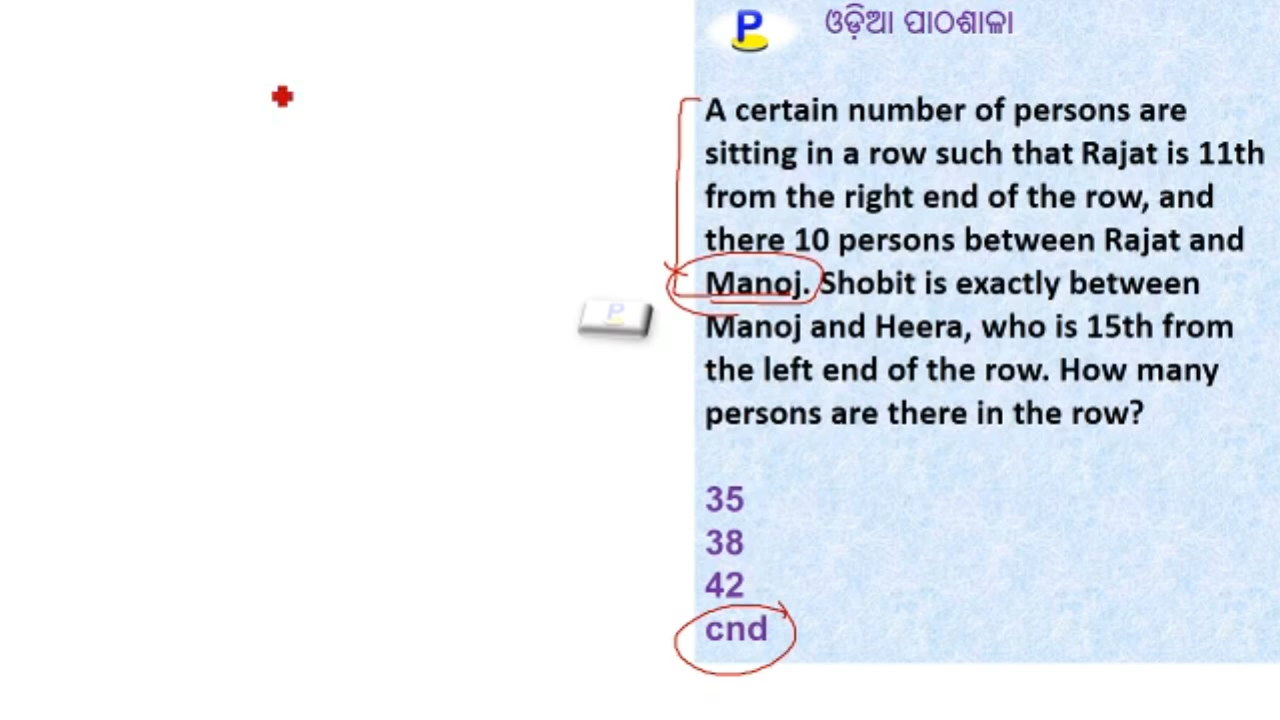 P
ଓଡ଼ିଆ ପାଠଶାଳା
A certain number of persons are
sitting in a row such that Rajat is 11th
from the right end of the row, and
there 10 persons between Rajat and
Manoj. Shobit is exactly between
Manoj and Heera, who is 15th from
the left end of the row. How many
persons are there in the row?
P
35
38
42
cnd